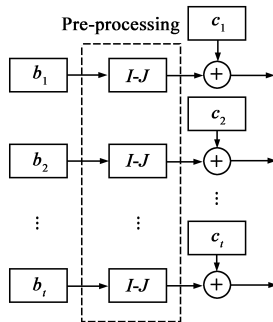 Pre-processing
c₁
b₁ I-J +
c₂
b₂ I-J +
⋮ ⋮ ⋮
cₜ
bₜ I-J +